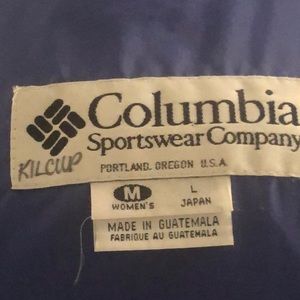 Columbia
Sportswear Company
KILCUP
PORTLAND, OREGON U.S.A.
M L
WOMEN'S JAPAN
MADE IN GUATEMALA
FABRIQUE AU GUATEMALA